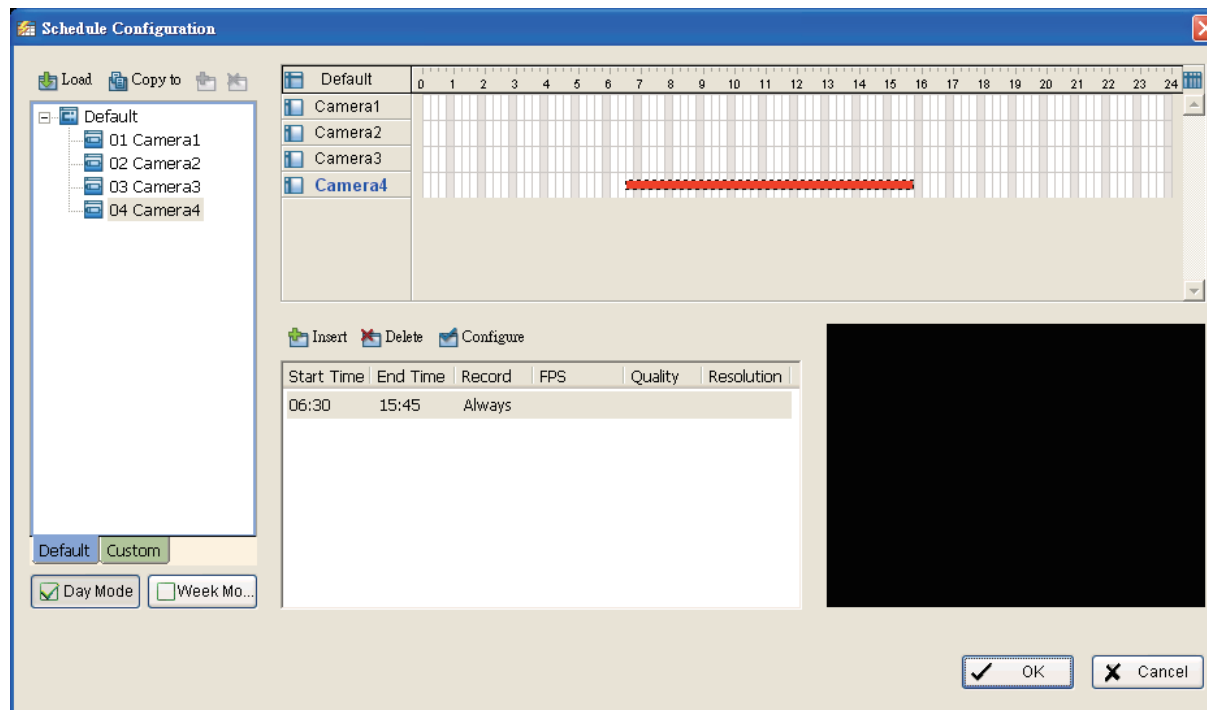 Schedule Configuration
Load Copy to
Default
01 Camera1
02 Camera2
03 Camera3
04 Camera4
Default Custom
Day Mode Week Mo...
Default 0 1 2 3 4 5 6 7 8 9 10 11 12 13 14 15 16 17 18 19 20 21 22 23 24
Camera1
Camera2
Camera3
Camera4
Insert Delete Configure
Start Time End Time Record FPS Quality Resolution
06:30 15:45 Always
OK Cancel